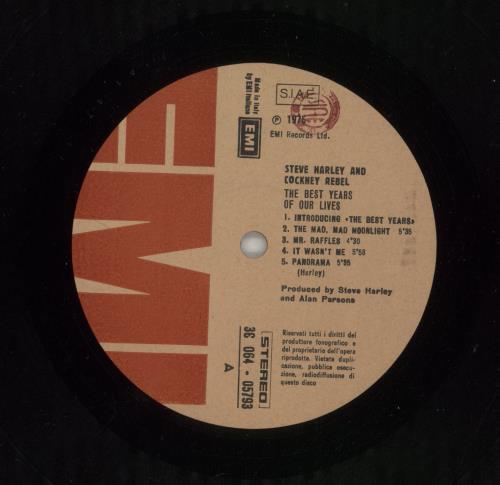 EMI
Made in Italy
by EMI Italiana
EMI
S.I.A.E.
℗ 1975
EMI Records Ltd.
STEVE HARLEY AND
COCKNEY REBEL
THE BEST YEARS
OF OUR LIVES
1. INTRODUCING «THE BEST YEARS»
2. THE MAD, MAD MOONLIGHT 5'35
3. MR. RAFFLES 4'30
4. IT WASN'T ME 5'58
5. PANORAMA 5'35
(Harley)
Produced by Steve Harley
and Alan Parsons
STEREO
3C 064 - 05793
A
Riservati tutti i diritti del
produttore fonografico e
del proprietario dell'opera
riprodotta. Vietate dupli-
cazione, pubblica esecu-
zione, radiodiffusione di
questo disco